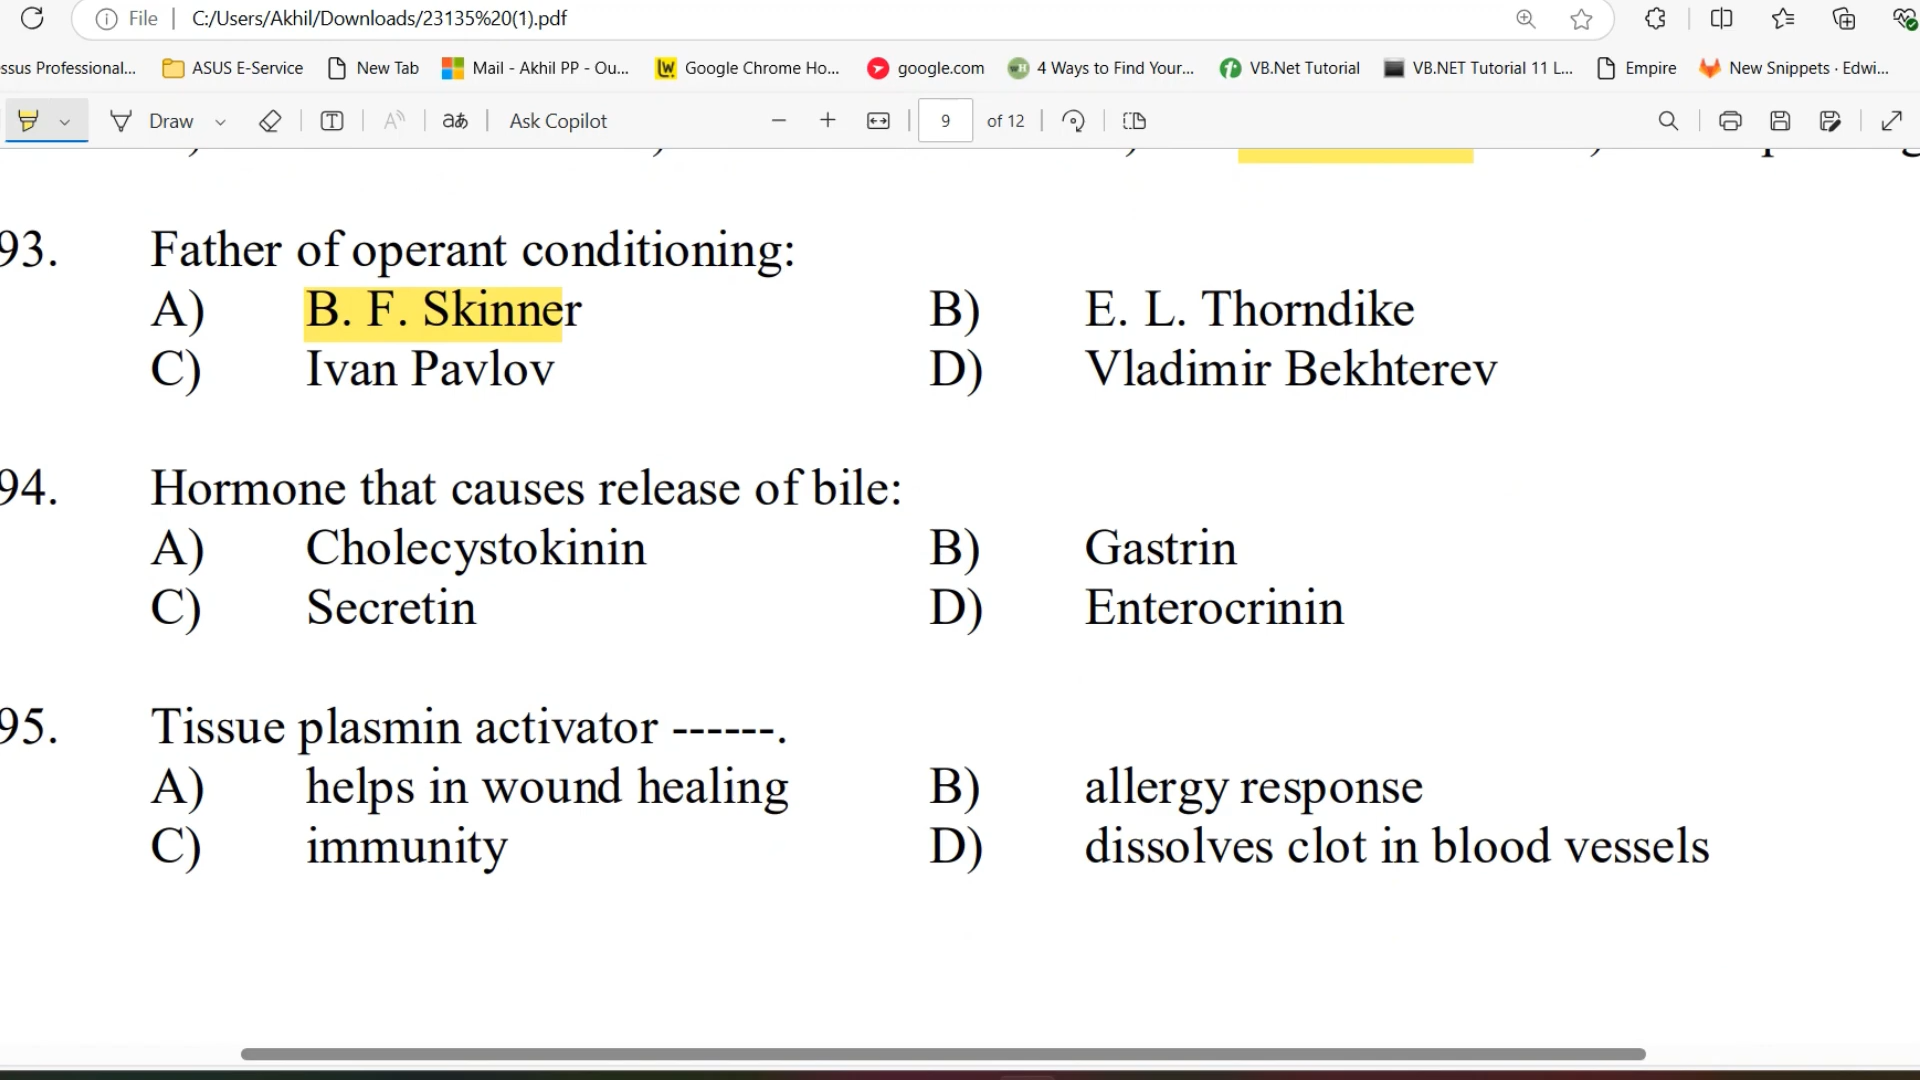 File C:/Users/Akhil/Downloads/23135%20(1).pdf
ssus Professional... ASUS E-Service New Tab Mail - Akhil PP - Ou... Google Chrome Ho... google.com 4 Ways to Find Your... VB.Net Tutorial VB.NET Tutorial 11 L... Empire New Snippets · Edwi...
Draw Ask Copilot 9 of 12
93. Father of operant conditioning:
A) B. F. Skinner B) E. L. Thorndike
C) Ivan Pavlov D) Vladimir Bekhterev
94. Hormone that causes release of bile:
A) Cholecystokinin B) Gastrin
C) Secretin D) Enterocrinin
95. Tissue plasmin activator ------.
A) helps in wound healing B) allergy response
C) immunity D) dissolves clot in blood vessels